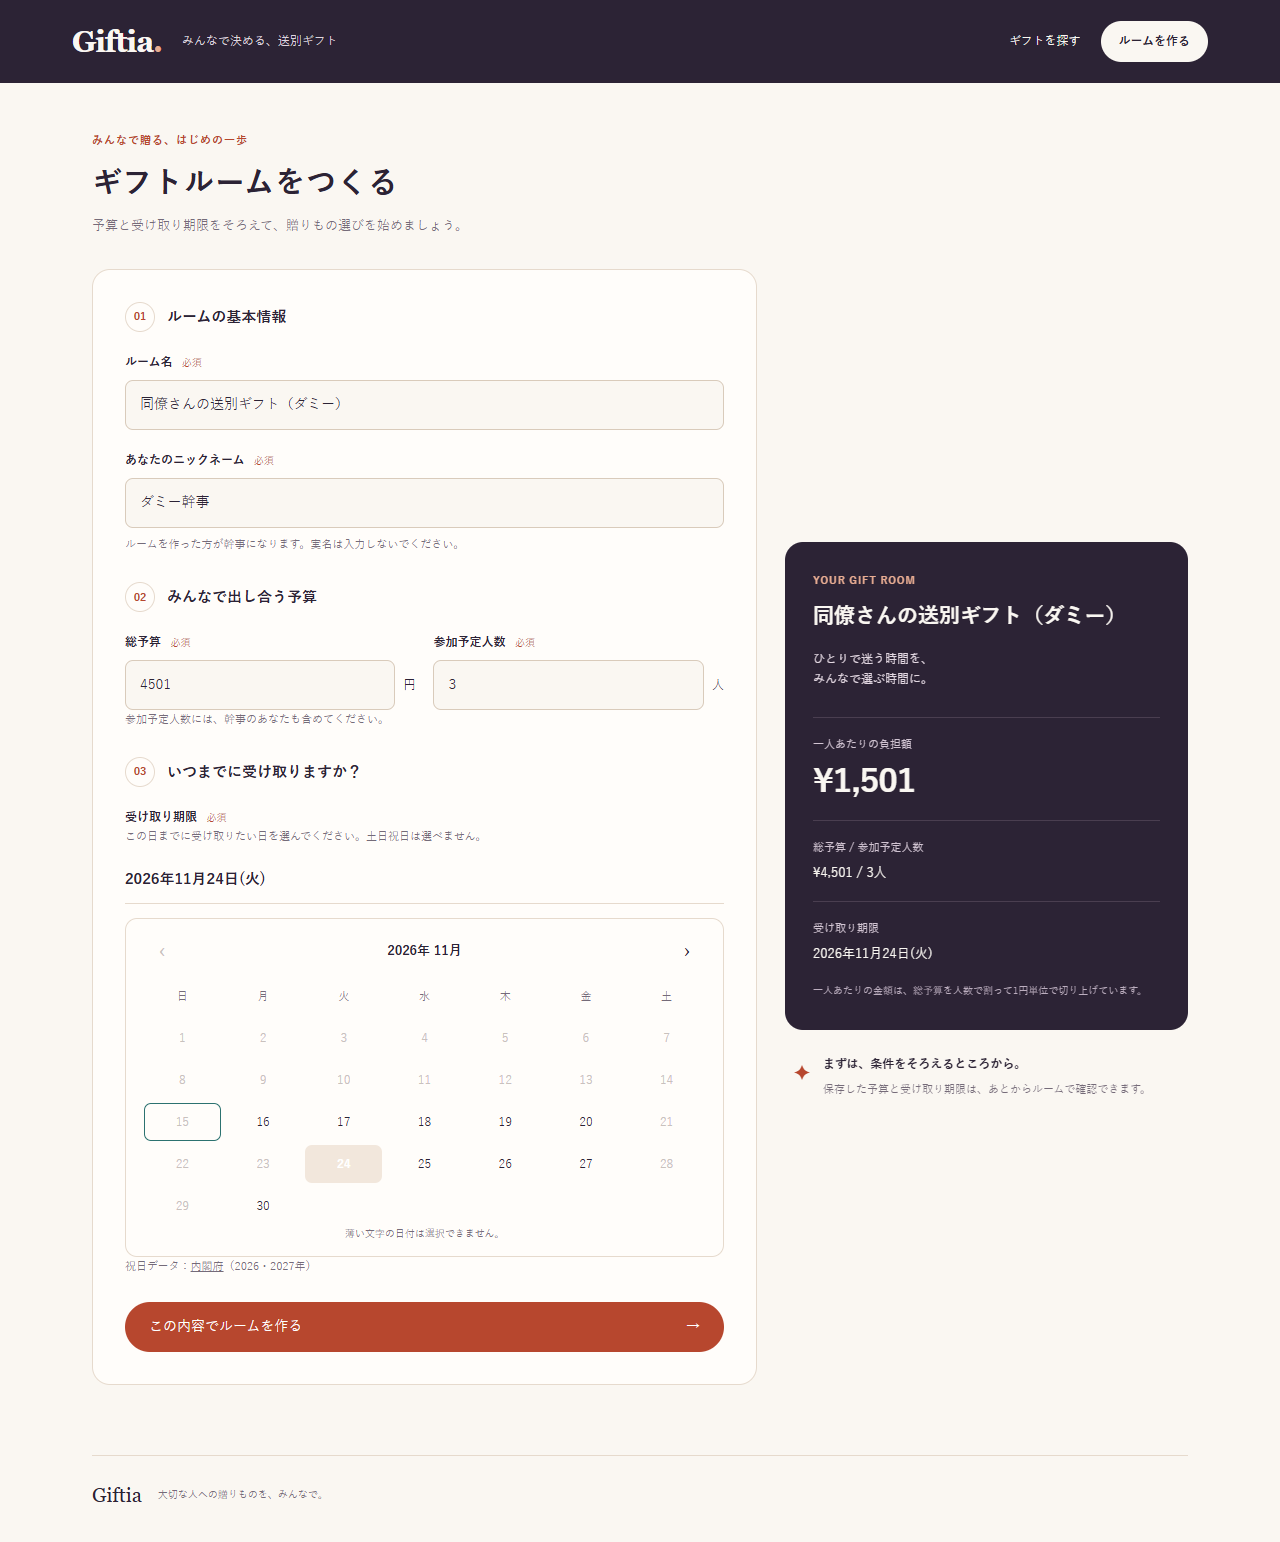 Giftia.
みんなで決める、送別ギフト
ギフトを探す
ルームを作る
みんなで贈る、はじめの一歩
ギフトルームをつくる
予算と受け取り期限をそろえて、贈りもの選びを始めましょう。
01 ルームの基本情報
ルーム名 必須
同僚さんの送別ギフト（ダミー）
あなたのニックネーム 必須
ダミー幹事
ルームを作った方が幹事になります。実名は入力しないでください。
02 みんなで出し合う予算
総予算 必須
参加予定人数 必須
4501 円
3 人
参加予定人数には、幹事のあなたも含めてください。
03 いつまでに受け取りますか？
受け取り期限 必須
この日までに受け取りたい日を選んでください。土日祝日は選べません。
2026年11月24日(火)
‹ 2026年 11月 ›
日 月 火 水 木 金 土
1 2 3 4 5 6 7
8 9 10 11 12 13 14
15 16 17 18 19 20 21
22 23 24 25 26 27 28
29 30
薄い文字の日付は選択できません。
祝日データ：内閣府（2026・2027年）
この内容でルームを作る →
YOUR GIFT ROOM
同僚さんの送別ギフト（ダミー）
ひとりで迷う時間を、
みんなで選ぶ時間に。
一人あたりの負担額
¥1,501
総予算 / 参加予定人数
¥4,501 / 3人
受け取り期限
2026年11月24日(火)
一人あたりの金額は、総予算を人数で割って1円単位で切り上げています。
まずは、条件をそろえるところから。
保存した予算と受け取り期限は、あとからルームで確認できます。
Giftia
大切な人への贈りものを、みんなで。